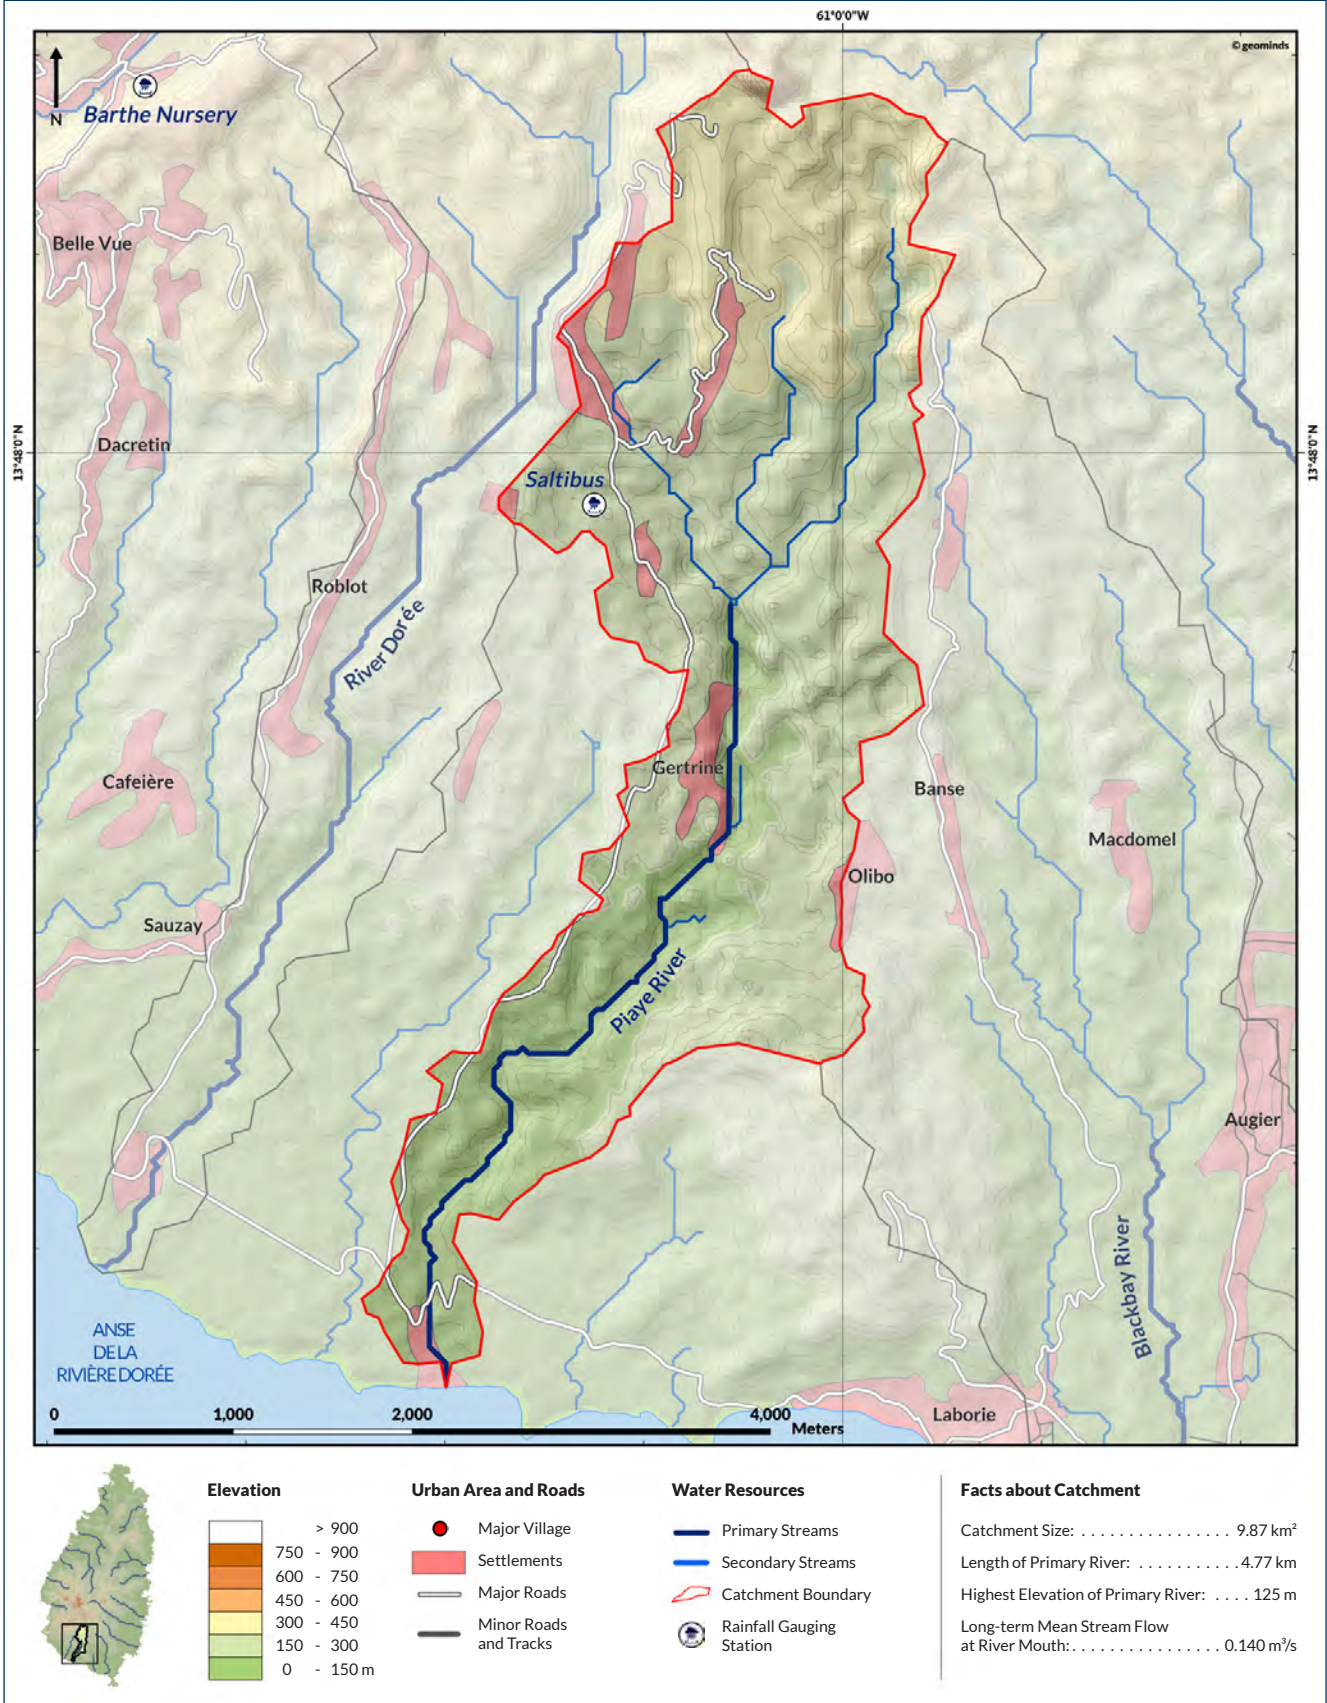 61°0'0"W
© geominds
N
Barthe Nursery
Belle Vue
Dacretin
13°48'0"N
13°48'0"N
Saltibus
Roblot
River Dorée
Gertrine
Cafeière
Banse
Macdomel
Olibo
Sauzay
Piaye River
Augier
Blackbay River
ANSE
DE LA
RIVIÈRE DORÉE
Laborie
0 1,000 2,000 4,000
Meters
Elevation
> 900
750 - 900
600 - 750
450 - 600
300 - 450
150 - 300
0 - 150 m
Urban Area and Roads
Major Village
Settlements
Major Roads
Minor Roads
and Tracks
Water Resources
Primary Streams
Secondary Streams
Catchment Boundary
Rainfall Gauging
Station
Facts about Catchment
Catchment Size: . . . . . . . . . . . . . . . . 9.87 km²
Length of Primary River: . . . . . . . . . . . 4.77 km
Highest Elevation of Primary River: . . . . 125 m
Long-term Mean Stream Flow
at River Mouth: . . . . . . . . . . . . . . . . 0.140 m³/s